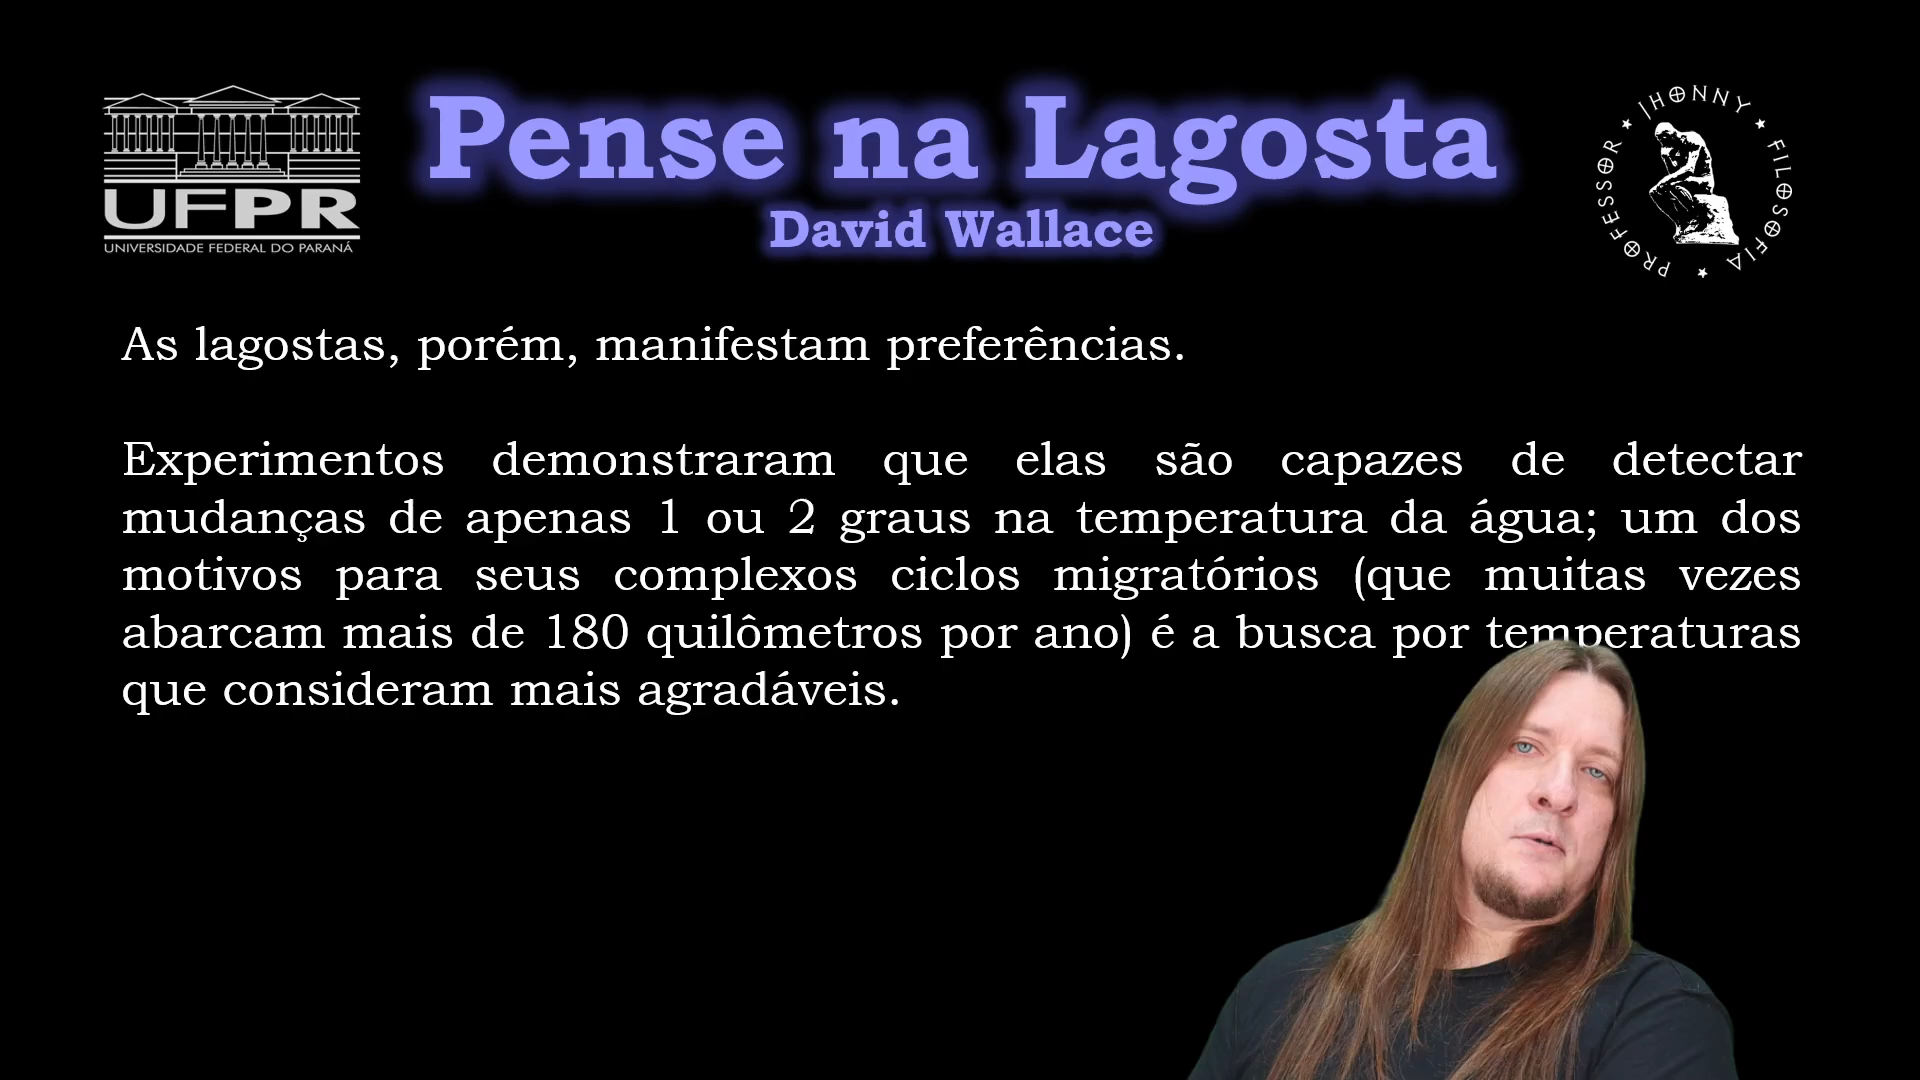 Pense na Lagosta
David Wallace
UFPR
UNIVERSIDADE FEDERAL DO PARANÁ
PROFESSOR ★ JHONNY ★ FILOSOFIA ★
As lagostas, porém, manifestam preferências.
Experimentos demonstraram que elas são capazes de detectar
mudanças de apenas 1 ou 2 graus na temperatura da água; um dos
motivos para seus complexos ciclos migratórios (que muitas vezes
abarcam mais de 180 quilômetros por ano) é a busca por temperaturas
que consideram mais agradáveis.